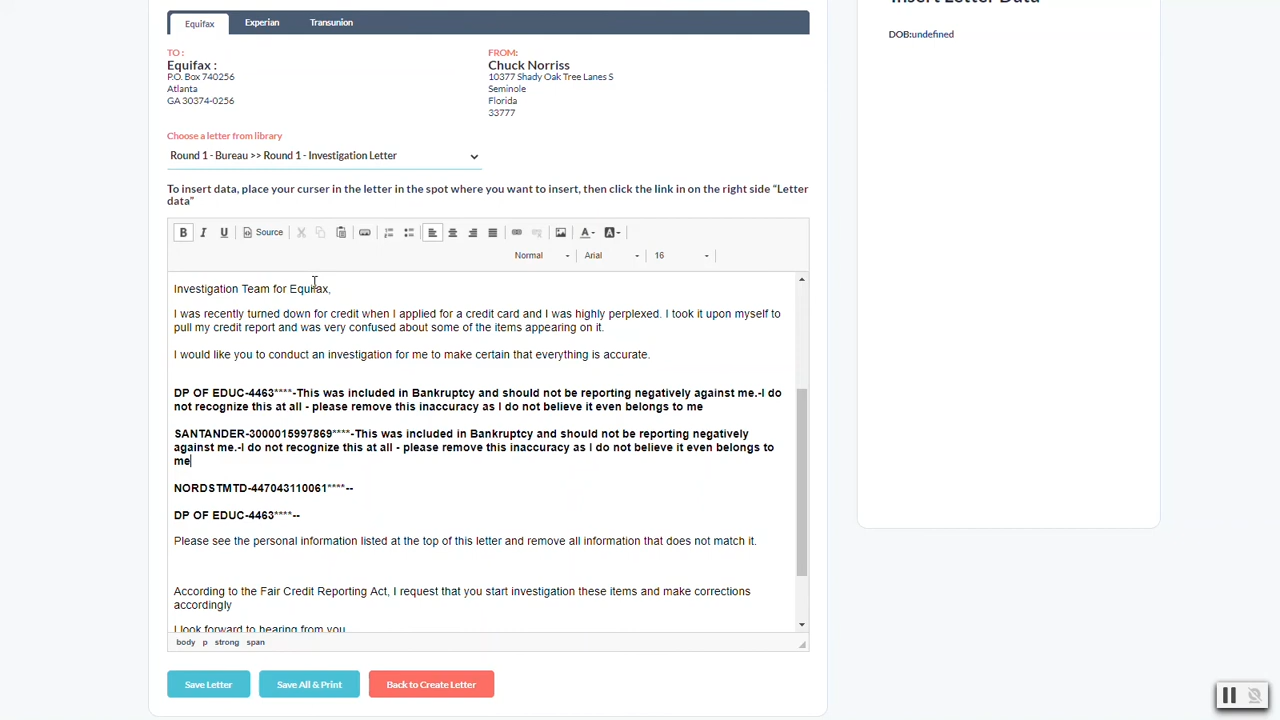 Insert Letter Data
Equifax Experian Transunion
DOB:undefined
TO :
Equifax :
P.O. Box 740256
Atlanta
GA 30374-0256
FROM:
Chuck Norriss
10377 Shady Oak Tree Lanes S
Seminole
Florida
33777
Choose a letter from library
Round 1 - Bureau >> Round 1 - Investigation Letter
To insert data, place your curser in the letter in the spot where you want to insert, then click the link in on the right side “Letter
data”
B I U Source A A
Normal Arial 16
Investigation Team for Equifax,
I was recently turned down for credit when I applied for a credit card and I was highly perplexed. I took it upon myself to
pull my credit report and was very confused about some of the items appearing on it.
I would like you to conduct an investigation for me to make certain that everything is accurate.
DP OF EDUC-4463****-This was included in Bankruptcy and should not be reporting negatively against me.-I do
not recognize this at all - please remove this inaccuracy as I do not believe it even belongs to me
SANTANDER-3000015997869****-This was included in Bankruptcy and should not be reporting negatively
against me.-I do not recognize this at all - please remove this inaccuracy as I do not believe it even belongs to
me
NORDSTMTD-447043110061****--
DP OF EDUC-4463****--
Please see the personal information listed at the top of this letter and remove all information that does not match it.
According to the Fair Credit Reporting Act, I request that you start investigation these items and make corrections
accordingly
I look forward to hearing from you
body p strong span
Save Letter Save All & Print Back to Create Letter